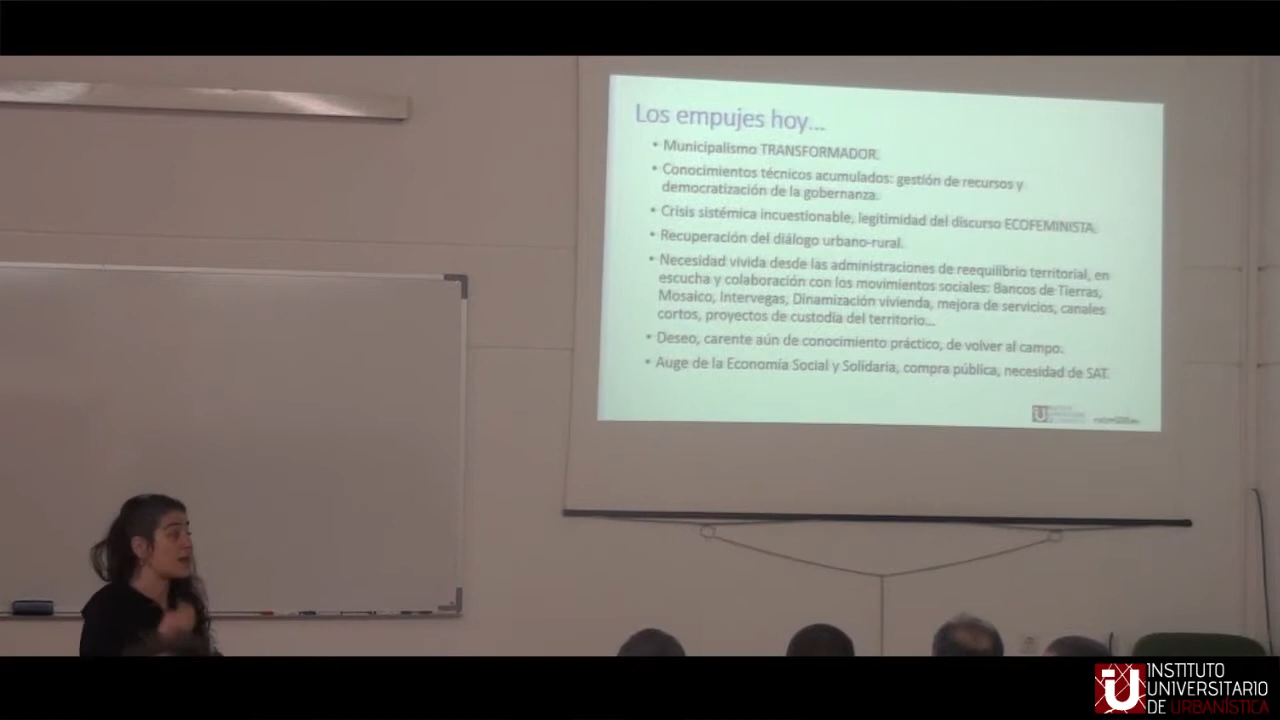 Los empujes hoy...
• Municipalismo TRANSFORMADOR.
• Conocimientos técnicos acumulados: gestión de recursos y
democratización de la gobernanza.
• Crisis sistémica incuestionable, legitimidad del discurso ECOFEMINISTA.
• Recuperación del diálogo urbano-rural.
• Necesidad vivida desde las administraciones de reequilibrio territorial, en
escucha y colaboración con los movimientos sociales: Bancos de Tierras,
Mosaico, Intervegas, Dinamización vivienda, mejora de servicios, canales
cortos, proyectos de custodia del territorio...
• Deseo, carente aún de conocimiento práctico, de volver al campo.
• Auge de la Economía Social y Solidaria, compra pública, necesidad de SAT.
INSTITUTO
UNIVERSITARIO
DE URBANÍSTICA